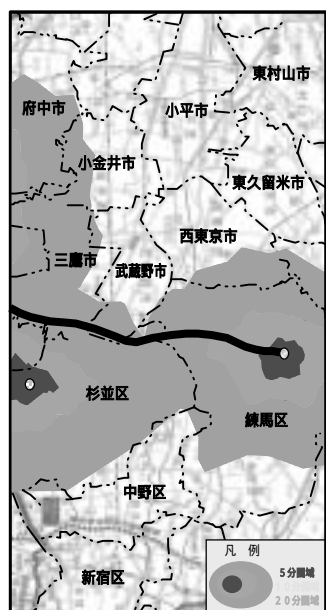 東村山市
府中市
小平市
小金井市
東久留米市
西東京市
三鷹市
武蔵野市
杉並区
練馬区
中野区
新宿区
凡 例
5分圏域
20分圏域